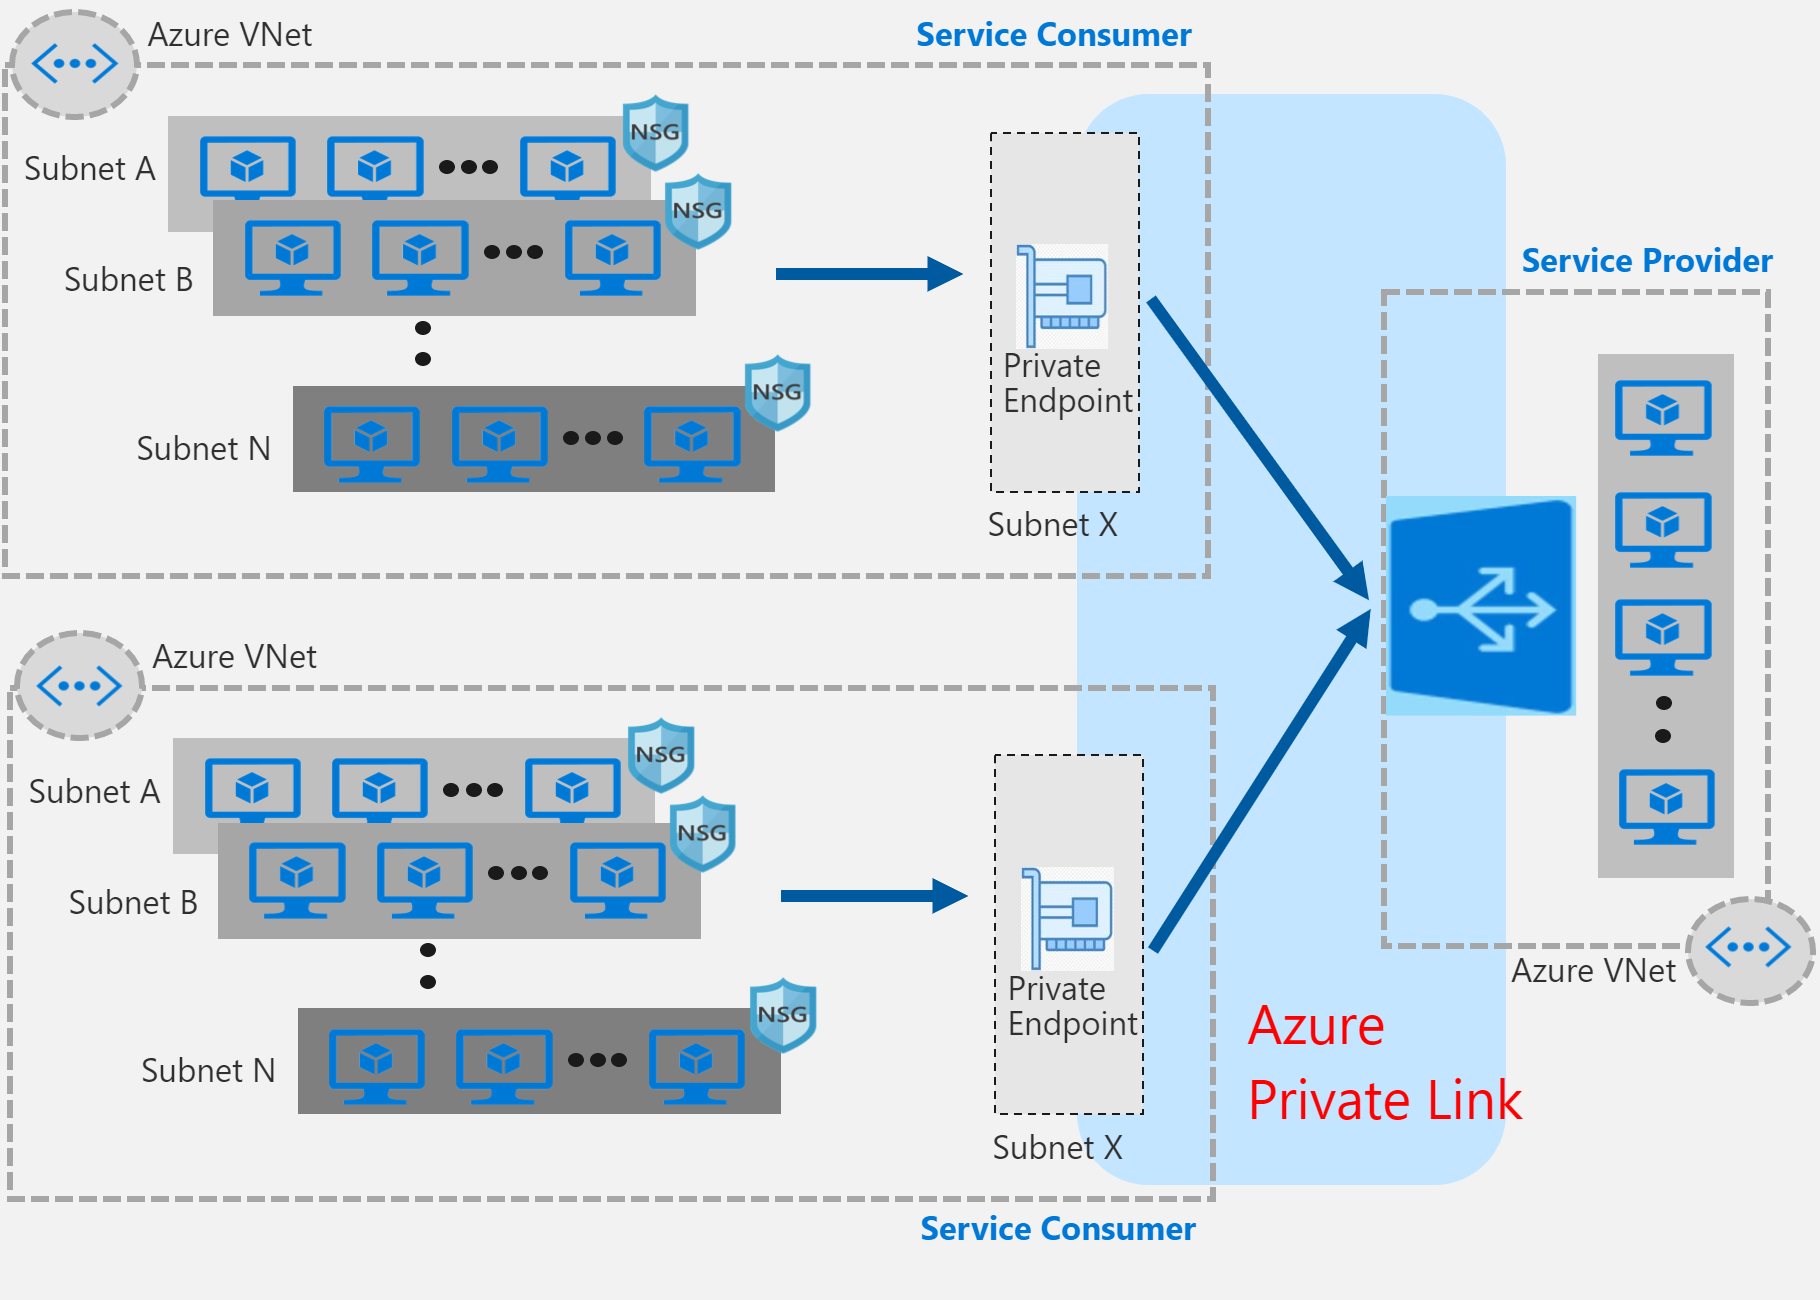 Azure VNet
Service Consumer
NSG
Subnet A
NSG
Subnet B
Service Provider
Private
Endpoint
NSG
Subnet N
Subnet X
Azure VNet
NSG
Subnet A
NSG
Subnet B
Azure VNet
Private
Endpoint
NSG
Subnet N
Azure
Private Link
Subnet X
Service Consumer